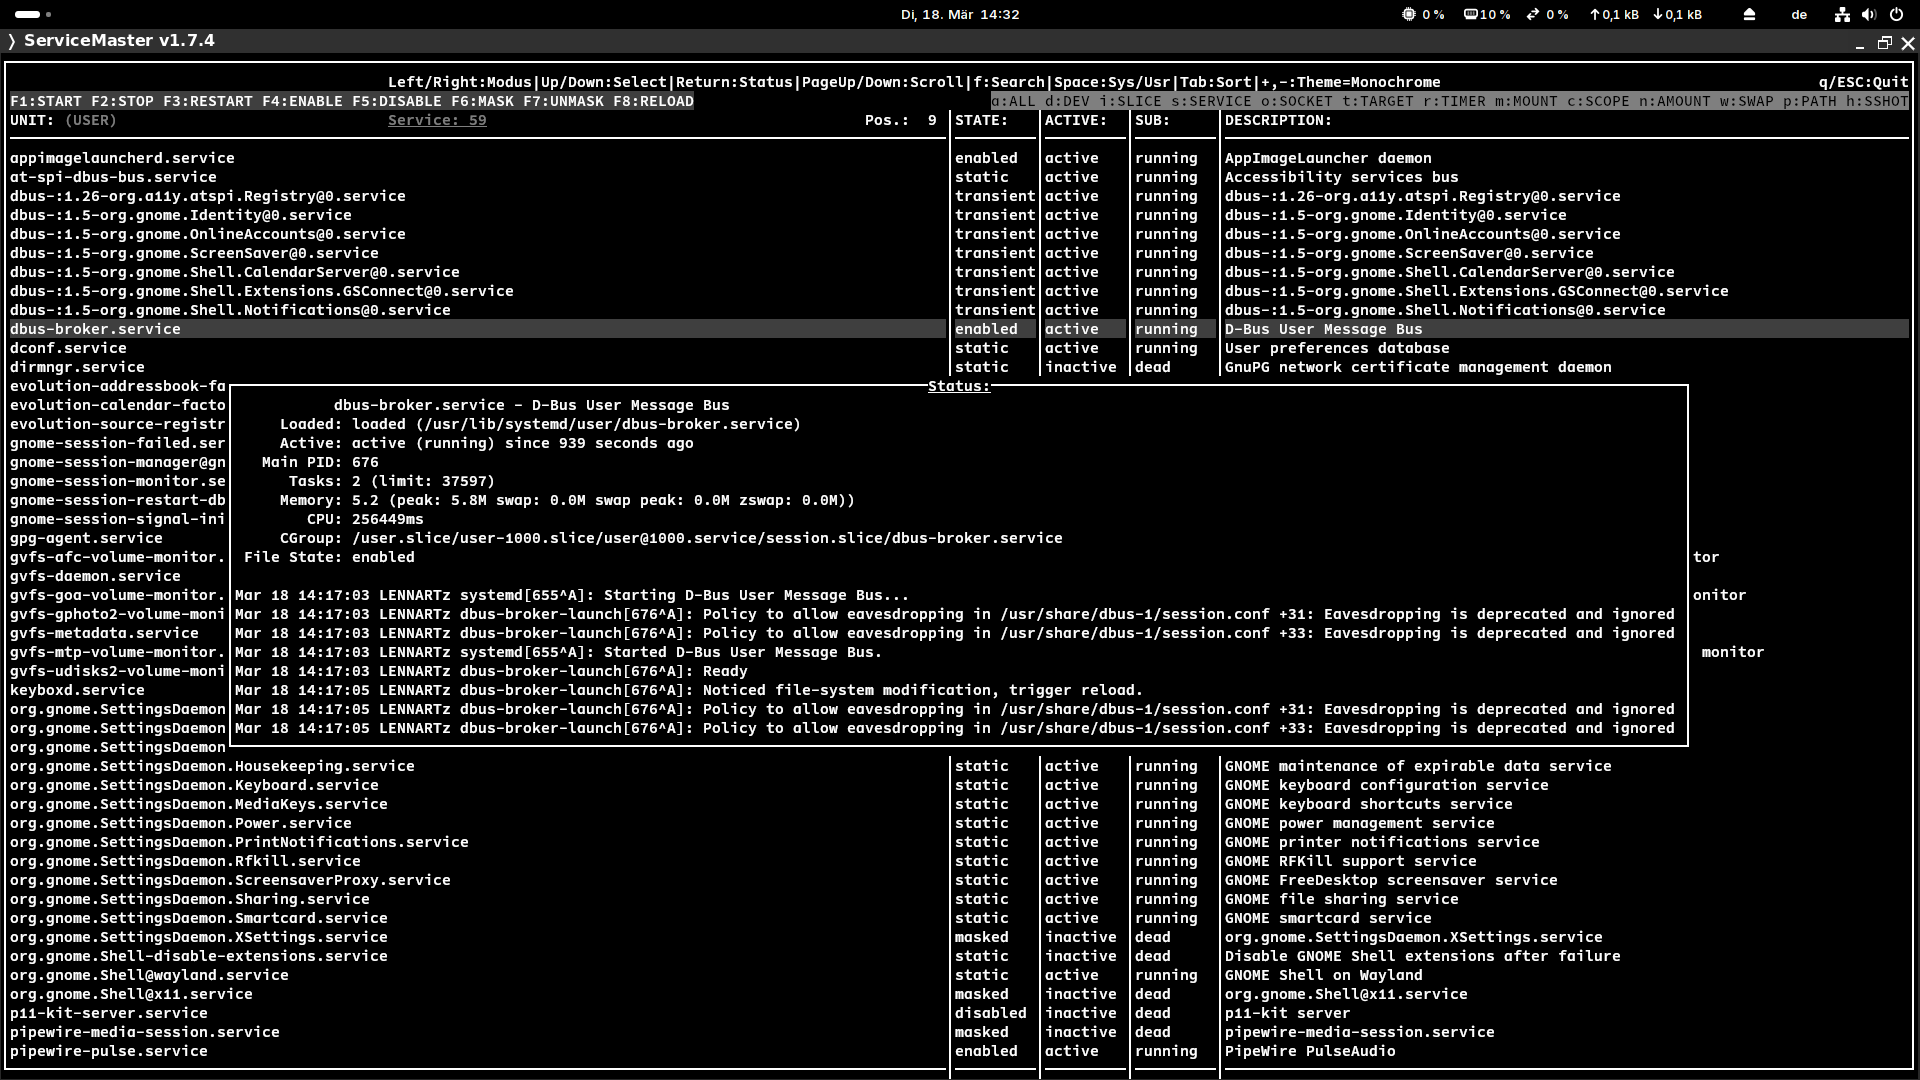 Di, 18. Mär 14:32 0 % 10 % 0 % 0,1 kB 0,1 kB de
❭ ServiceMaster v1.7.4
Left/Right:Modus|Up/Down:Select|Return:Status|PageUp/Down:Scroll|f:Search|Space:Sys/Usr|Tab:Sort|+,-:Theme=Monochrome q/ESC:Quit
F1:START F2:STOP F3:RESTART F4:ENABLE F5:DISABLE F6:MASK F7:UNMASK F8:RELOAD a:ALL d:DEV i:SLICE s:SERVICE o:SOCKET t:TARGET r:TIMER m:MOUNT c:SCOPE n:AMOUNT w:SWAP p:PATH h:SSHOT
UNIT: (USER) Service: 59 Pos.: 9 STATE: ACTIVE: SUB: DESCRIPTION:
appimagelauncherd.service enabled active running AppImageLauncher daemon
at-spi-dbus-bus.service static active running Accessibility services bus
dbus-:1.26-org.a11y.atspi.Registry@0.service transient active running dbus-:1.26-org.a11y.atspi.Registry@0.service
dbus-:1.5-org.gnome.Identity@0.service transient active running dbus-:1.5-org.gnome.Identity@0.service
dbus-:1.5-org.gnome.OnlineAccounts@0.service transient active running dbus-:1.5-org.gnome.OnlineAccounts@0.service
dbus-:1.5-org.gnome.ScreenSaver@0.service transient active running dbus-:1.5-org.gnome.ScreenSaver@0.service
dbus-:1.5-org.gnome.Shell.CalendarServer@0.service transient active running dbus-:1.5-org.gnome.Shell.CalendarServer@0.service
dbus-:1.5-org.gnome.Shell.Extensions.GSConnect@0.service transient active running dbus-:1.5-org.gnome.Shell.Extensions.GSConnect@0.service
dbus-:1.5-org.gnome.Shell.Notifications@0.service transient active running dbus-:1.5-org.gnome.Shell.Notifications@0.service
dbus-broker.service enabled active running D-Bus User Message Bus
dconf.service static active running User preferences database
dirmngr.service static inactive dead GnuPG network certificate management daemon
evolution-addressbook-fa Status:
evolution-calendar-facto dbus-broker.service - D-Bus User Message Bus
evolution-source-registr Loaded: loaded (/usr/lib/systemd/user/dbus-broker.service)
gnome-session-failed.ser Active: active (running) since 939 seconds ago
gnome-session-manager@gn Main PID: 676
gnome-session-monitor.se Tasks: 2 (limit: 37597)
gnome-session-restart-db Memory: 5.2 (peak: 5.8M swap: 0.0M swap peak: 0.0M zswap: 0.0M))
gnome-session-signal-ini CPU: 256449ms
gpg-agent.service CGroup: /user.slice/user-1000.slice/user@1000.service/session.slice/dbus-broker.service
gvfs-afc-volume-monitor. File State: enabled tor
gvfs-daemon.service
gvfs-goa-volume-monitor. Mar 18 14:17:03 LENNARTz systemd[655^A]: Starting D-Bus User Message Bus... onitor
gvfs-gphoto2-volume-moni Mar 18 14:17:03 LENNARTz dbus-broker-launch[676^A]: Policy to allow eavesdropping in /usr/share/dbus-1/session.conf +31: Eavesdropping is deprecated and ignored
gvfs-metadata.service Mar 18 14:17:03 LENNARTz dbus-broker-launch[676^A]: Policy to allow eavesdropping in /usr/share/dbus-1/session.conf +33: Eavesdropping is deprecated and ignored
gvfs-mtp-volume-monitor. Mar 18 14:17:03 LENNARTz systemd[655^A]: Started D-Bus User Message Bus. monitor
gvfs-udisks2-volume-moni Mar 18 14:17:03 LENNARTz dbus-broker-launch[676^A]: Ready
keyboxd.service Mar 18 14:17:05 LENNARTz dbus-broker-launch[676^A]: Noticed file-system modification, trigger reload.
org.gnome.SettingsDaemon Mar 18 14:17:05 LENNARTz dbus-broker-launch[676^A]: Policy to allow eavesdropping in /usr/share/dbus-1/session.conf +31: Eavesdropping is deprecated and ignored
org.gnome.SettingsDaemon Mar 18 14:17:05 LENNARTz dbus-broker-launch[676^A]: Policy to allow eavesdropping in /usr/share/dbus-1/session.conf +33: Eavesdropping is deprecated and ignored
org.gnome.SettingsDaemon
org.gnome.SettingsDaemon.Housekeeping.service static active running GNOME maintenance of expirable data service
org.gnome.SettingsDaemon.Keyboard.service static active running GNOME keyboard configuration service
org.gnome.SettingsDaemon.MediaKeys.service static active running GNOME keyboard shortcuts service
org.gnome.SettingsDaemon.Power.service static active running GNOME power management service
org.gnome.SettingsDaemon.PrintNotifications.service static active running GNOME printer notifications service
org.gnome.SettingsDaemon.Rfkill.service static active running GNOME RFKill support service
org.gnome.SettingsDaemon.ScreensaverProxy.service static active running GNOME FreeDesktop screensaver service
org.gnome.SettingsDaemon.Sharing.service static active running GNOME file sharing service
org.gnome.SettingsDaemon.Smartcard.service static active running GNOME smartcard service
org.gnome.SettingsDaemon.XSettings.service masked inactive dead org.gnome.SettingsDaemon.XSettings.service
org.gnome.Shell-disable-extensions.service static inactive dead Disable GNOME Shell extensions after failure
org.gnome.Shell@wayland.service static active running GNOME Shell on Wayland
org.gnome.Shell@x11.service masked inactive dead org.gnome.Shell@x11.service
p11-kit-server.service disabled inactive dead p11-kit server
pipewire-media-session.service masked inactive dead pipewire-media-session.service
pipewire-pulse.service enabled active running PipeWire PulseAudio